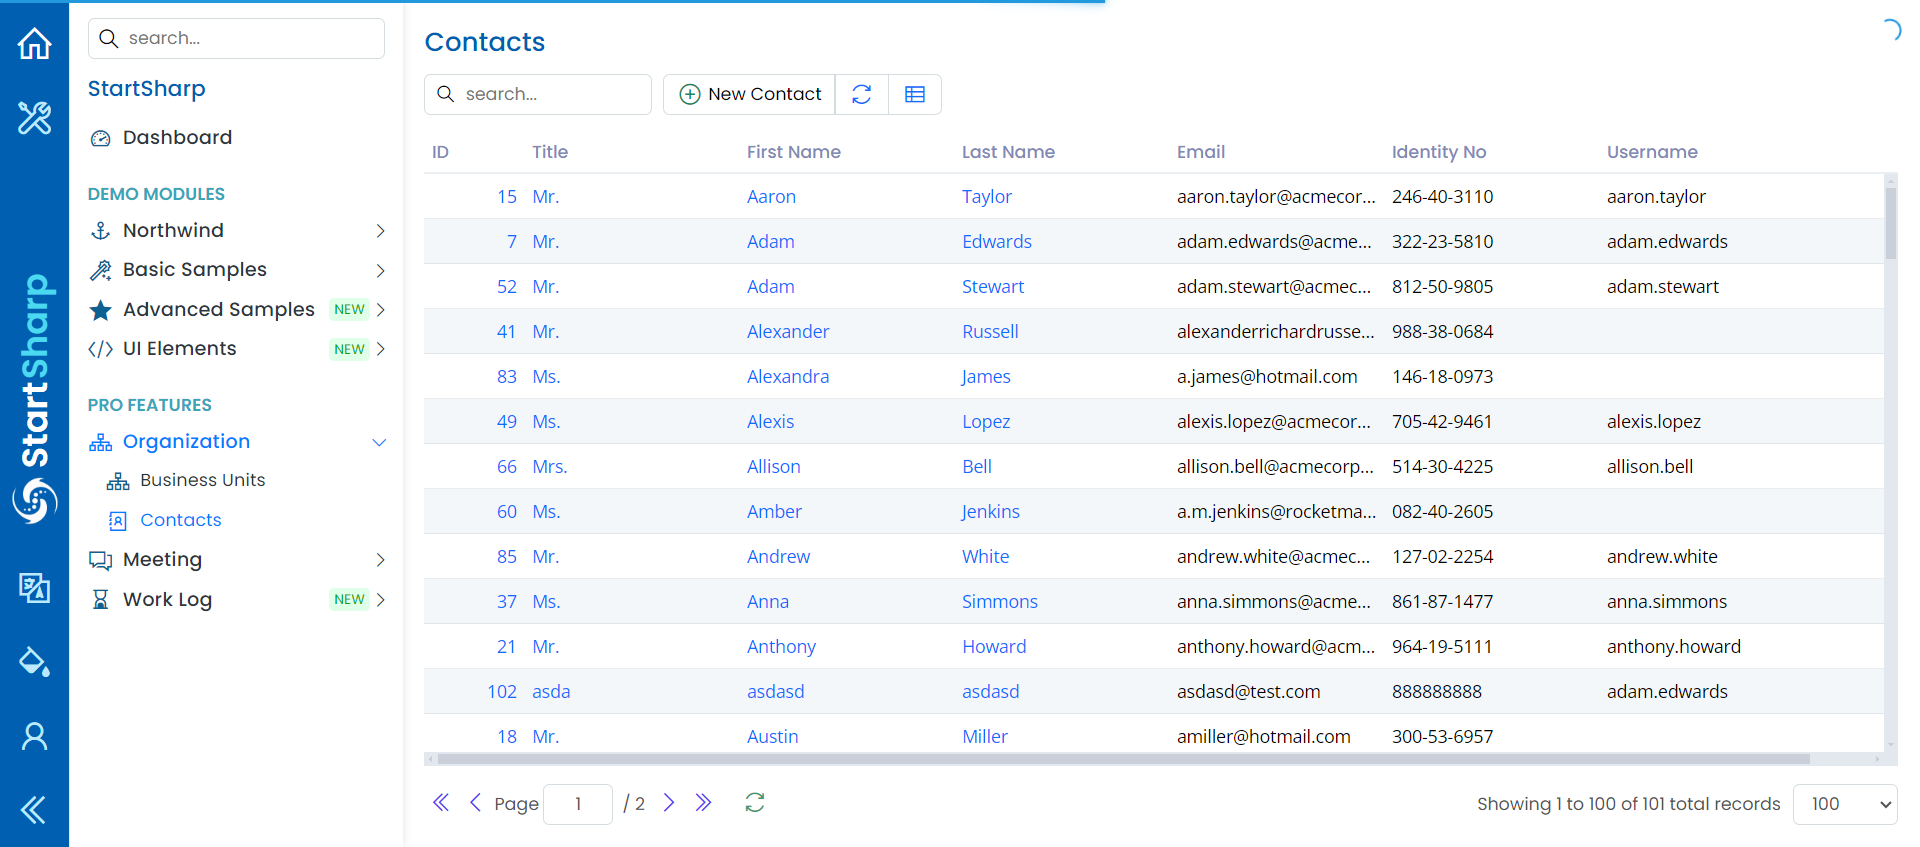 StartSharp
search...
StartSharp
Dashboard
DEMO MODULES
Northwind
Basic Samples
Advanced Samples NEW
UI Elements NEW
PRO FEATURES
Organization
Business Units
Contacts
Meeting
Work Log NEW
Contacts
search...
New Contact
ID Title First Name Last Name Email Identity No Username
15 Mr. Aaron Taylor aaron.taylor@acmecor... 246-40-3110 aaron.taylor
7 Mr. Adam Edwards adam.edwards@acme... 322-23-5810 adam.edwards
52 Mr. Adam Stewart adam.stewart@acmec... 812-50-9805 adam.stewart
41 Mr. Alexander Russell alexanderrichardrusse... 988-38-0684
83 Ms. Alexandra James a.james@hotmail.com 146-18-0973
49 Ms. Alexis Lopez alexis.lopez@acmecor... 705-42-9461 alexis.lopez
66 Mrs. Allison Bell allison.bell@acmecorp... 514-30-4225 allison.bell
60 Ms. Amber Jenkins a.m.jenkins@rocketma... 082-40-2605
85 Mr. Andrew White andrew.white@acmec... 127-02-2254 andrew.white
37 Ms. Anna Simmons anna.simmons@acme... 861-87-1477 anna.simmons
21 Mr. Anthony Howard anthony.howard@acm... 964-19-5111 anthony.howard
102 asda asdasd asdasd asdasd@test.com 888888888 adam.edwards
18 Mr. Austin Miller amiller@hotmail.com 300-53-6957
Page 1 / 2
Showing 1 to 100 of 101 total records 100